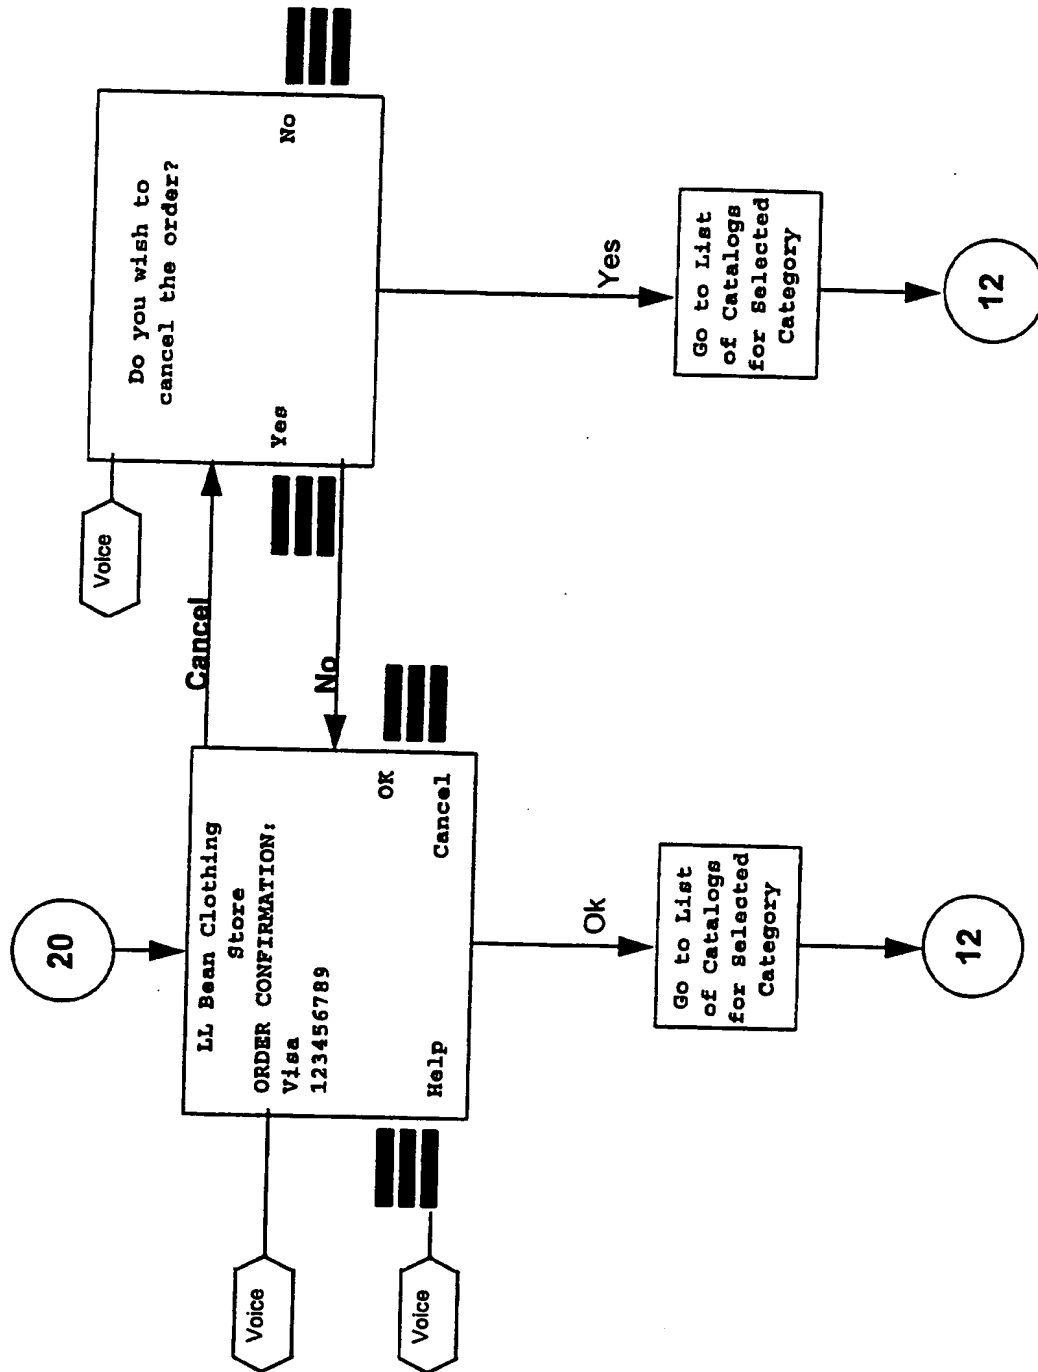 20
LL Bean Clothing
Store
ORDER CONFIRMATION:
Visa
123456789
OK
Help
Cancel
Voice
Voice
Ok
Go to List
of Catalogs
for Selected
Category
12
Cancel
No
Voice
Do you wish to
cancel the order?
Yes
No
Yes
Go to List
of Catalogs
for Selected
Category
12